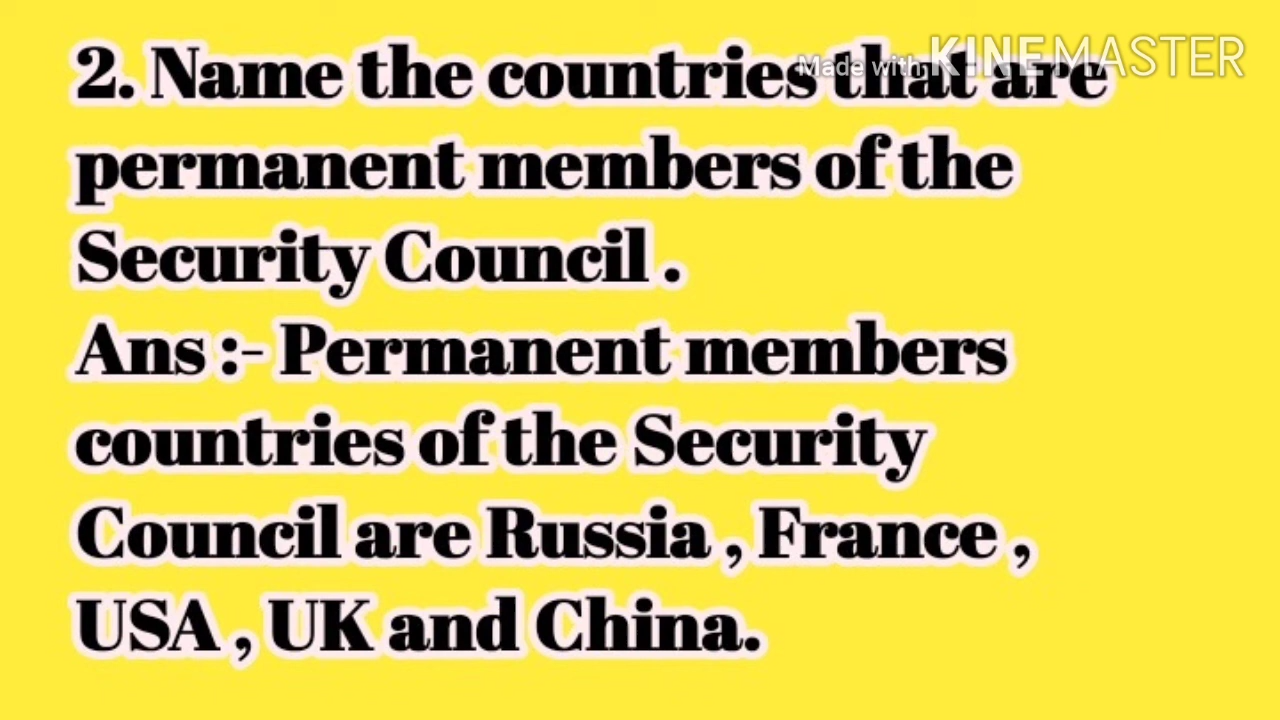 2. Name the countries that are
Made with KINEMASTER
permanent members of the
Security Council .
Ans :- Permanent members
countries of the Security
Council are Russia , France ,
USA , UK and China.